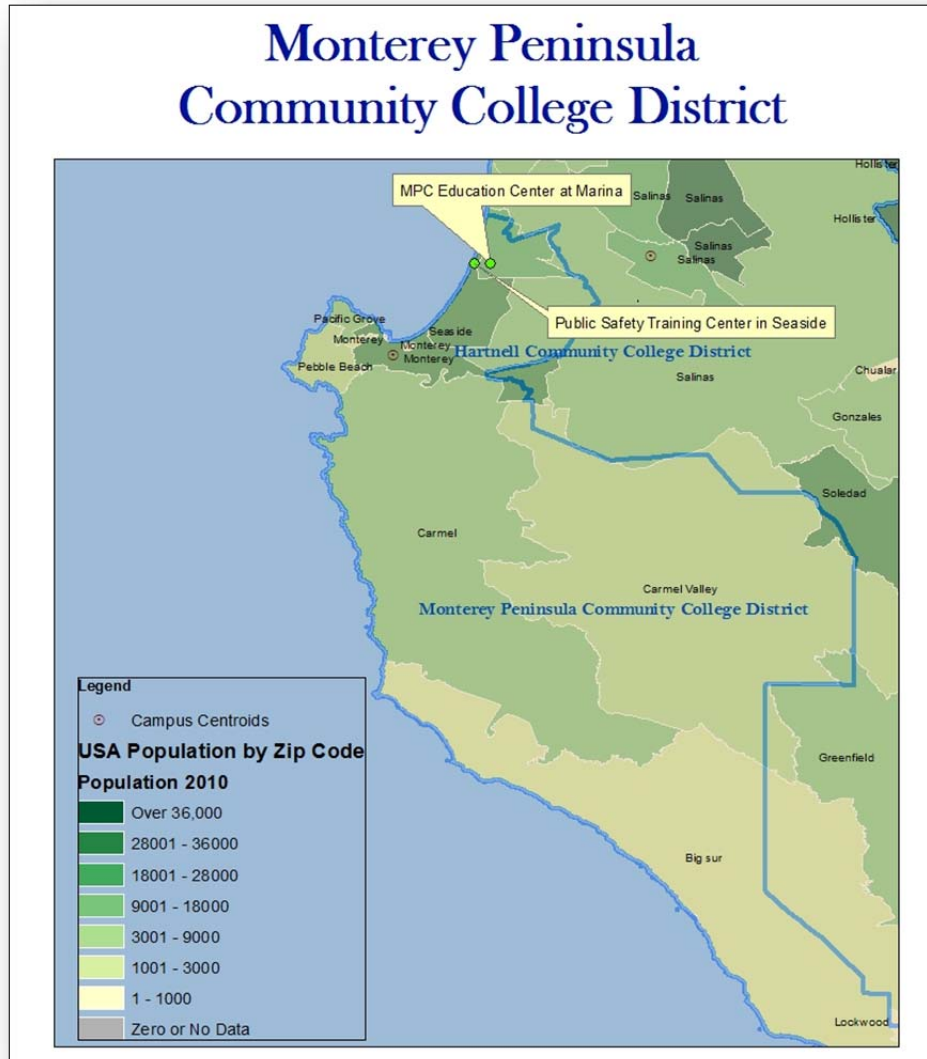 Monterey Peninsula
Community College District
Hollister
MPC Education Center at Marina
Salinas
Salinas
Hollister
Salinas
Salinas
Pacific Grove
Seaside
Public Safety Training Center in Seaside
Monterey
Monterey
Monterey
Hartnell Community College District
Pebble Beach
Salinas
Chualar
Gonzales
Soledad
Carmel
Carmel Valley
Monterey Peninsula Community College District
Greenfield
Big sur
Lockwood
Legend
Campus Centroids
USA Population by Zip Code
Population 2010
Over 36,000
28001 - 36000
18001 - 28000
9001 - 18000
3001 - 9000
1001 - 3000
1 - 1000
Zero or No Data